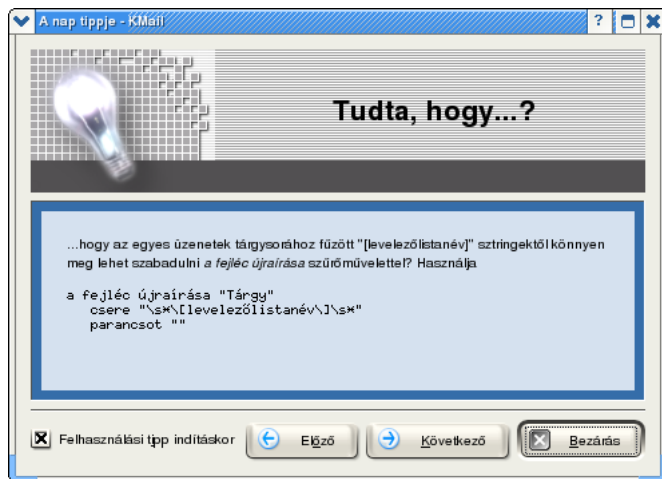 A nap tippje - KMail
?
Tudta, hogy...?
...hogy az egyes üzenetek tárgysorához fűzött "[levelezőlistanév]" sztringektől könnyen
meg lehet szabadulni a fejléc újraírása szűrőművelettel? Használja
a fejléc újraírása "Tárgy"
csere "\s*\[levelezőlistanév\]\s*"
parancsot ""
Felhasználási tipp indításkor
Előző
Következő
Bezárás